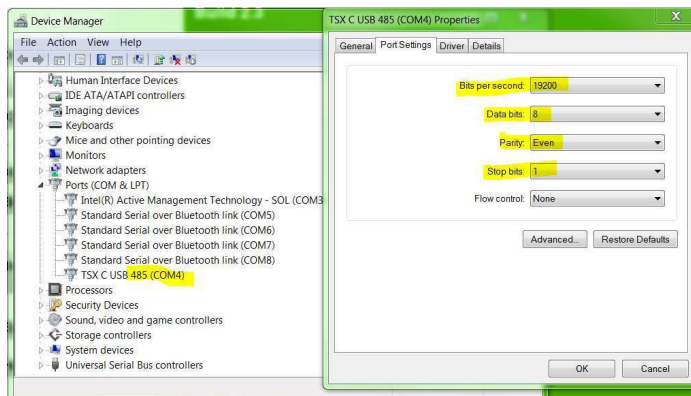 Build 2.3
Device Manager
File Action View Help
Human Interface Devices
IDE ATA/ATAPI controllers
Imaging devices
Keyboards
Mice and other pointing devices
Monitors
Network adapters
Ports (COM & LPT)
Intel(R) Active Management Technology - SOL (COM3
Standard Serial over Bluetooth link (COM5)
Standard Serial over Bluetooth link (COM6)
Standard Serial over Bluetooth link (COM7)
Standard Serial over Bluetooth link (COM8)
TSX C USB 485 (COM4)
Processors
Security Devices
Sound, video and game controllers
Storage controllers
System devices
Universal Serial Bus controllers
TSX C USB 485 (COM4) Properties
General Port Settings Driver Details
Bits per second: 19200
Data bits: 8
Parity: Even
Stop bits: 1
Flow control: None
Advanced... Restore Defaults
OK Cancel